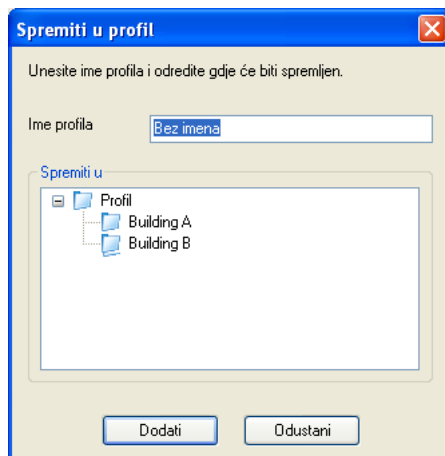 Spremiti u profil
Unesite ime profila i odredite gdje će biti spremljen.
Ime profila Bez imena
Spremiti u
Profil
Building A
Building B
Dodati Odustani